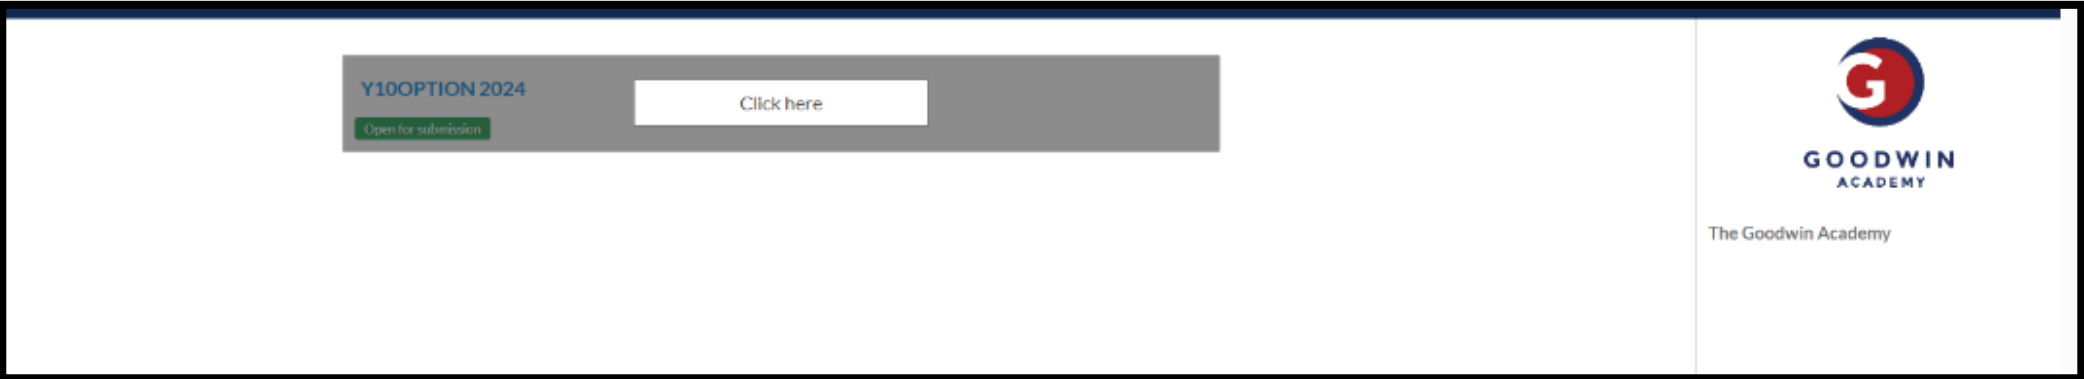 Y10OPTION 2024
Open for submission
Click here
G
GOODWIN
ACADEMY
The Goodwin Academy